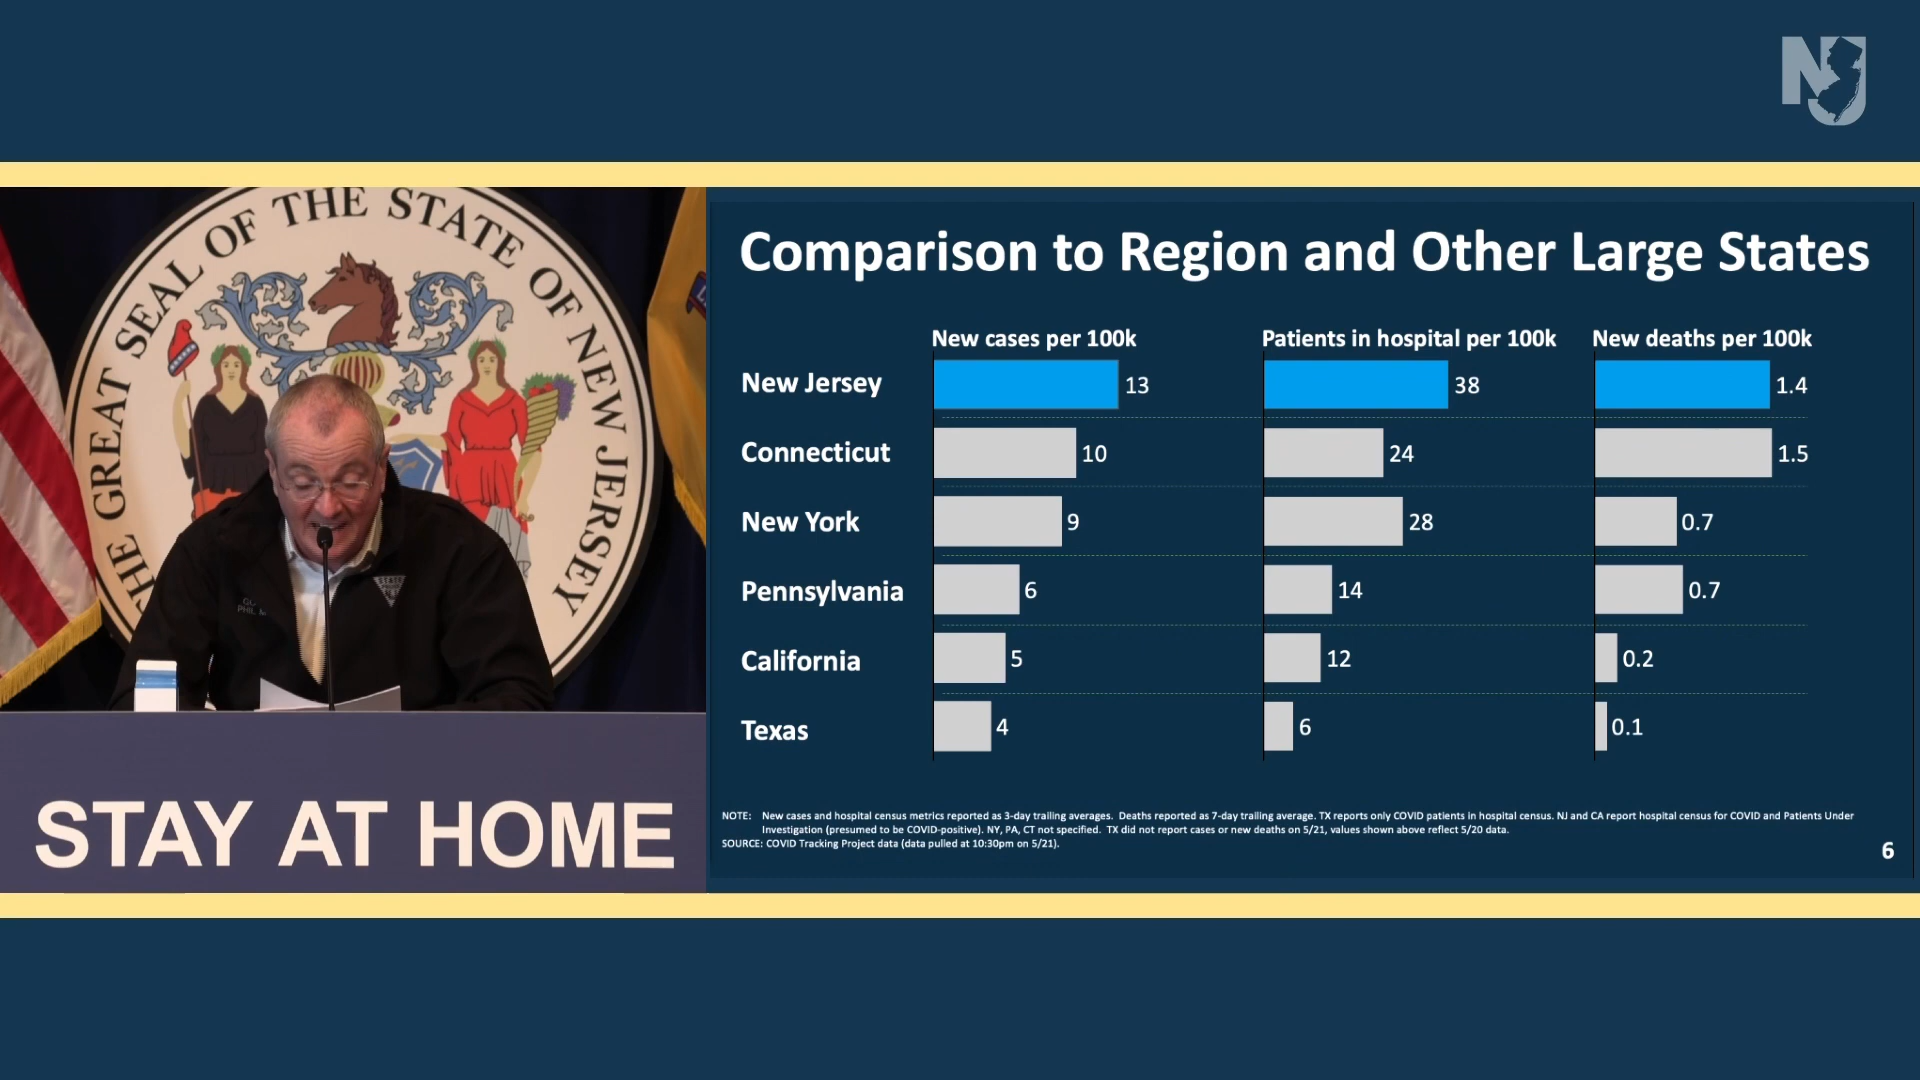 NJ
THE GREAT SEAL OF THE STATE OF NEW JERSEY
PHIL
STAY AT HOME
Comparison to Region and Other Large States
New cases per 100k Patients in hospital per 100k New deaths per 100k
New Jersey 13 38 1.4
Connecticut 10 24 1.5
New York 9 28 0.7
Pennsylvania 6 14 0.7
California 5 12 0.2
Texas 4 6 0.1
NOTE: New cases and hospital census metrics reported as 3-day trailing averages. Deaths reported as 7-day trailing average. TX reports only COVID patients in hospital census. NJ and CA report hospital census for COVID and Patients Under
Investigation (presumed to be COVID-positive). NY, PA, CT not specified. TX did not report cases or new deaths on 5/21, values shown above reflect 5/20 data.
SOURCE: COVID Tracking Project data (data pulled at 10:30pm on 5/21).
6